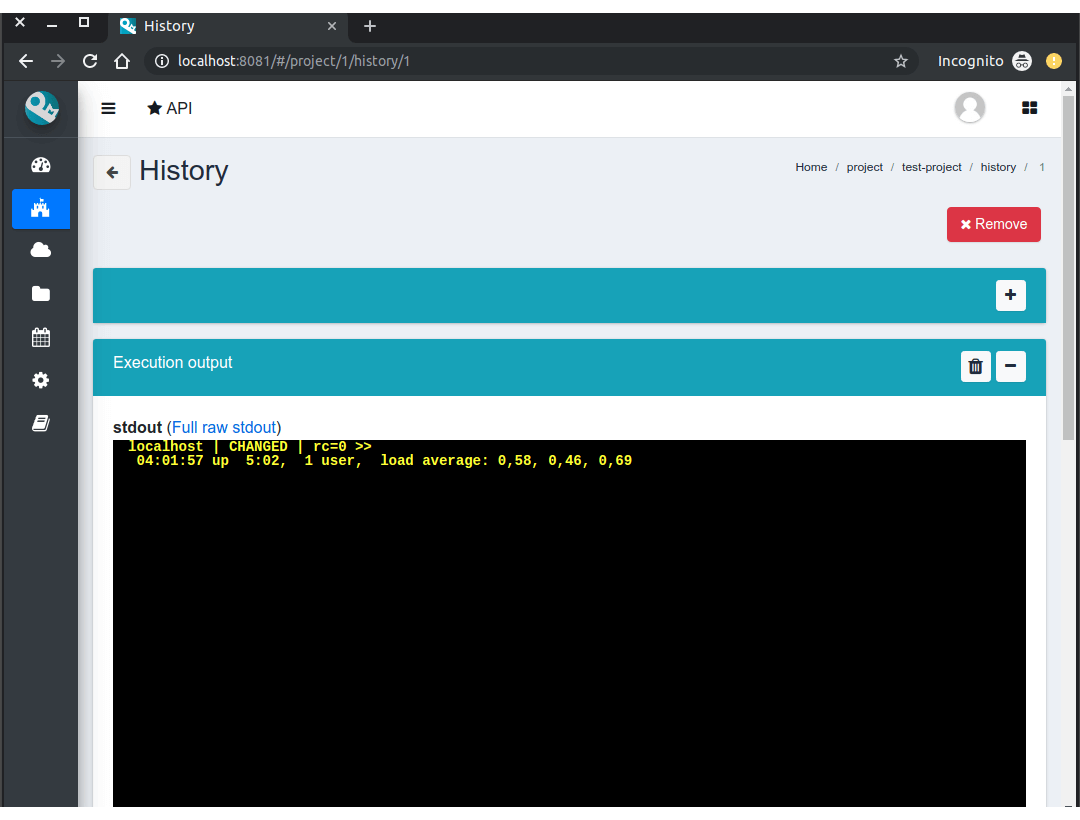 History
localhost:8081/#/project/1/history/1
Incognito
API
History
Home / project / test-project / history / 1
Remove
Execution output
stdout (Full raw stdout)
localhost | CHANGED | rc=0 >>
04:01:57 up  5:02,  1 user,  load average: 0,58, 0,46, 0,69